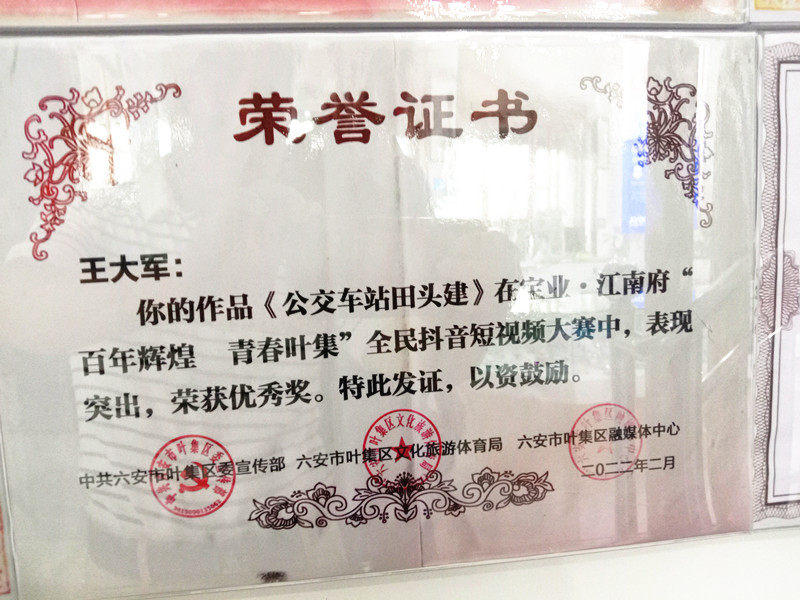 荣誉证书
王大军：
你的作品《公交车站田头建》在宝业·江南府“
百年辉煌 青春叶集”全民抖音短视频大赛中，表现
突出，荣获优秀奖。特此发证，以资鼓励。
中共六安市叶集区委宣传部 六安市叶集区文化旅游体育局 六安市叶集区融媒体中心
二〇二二年二月